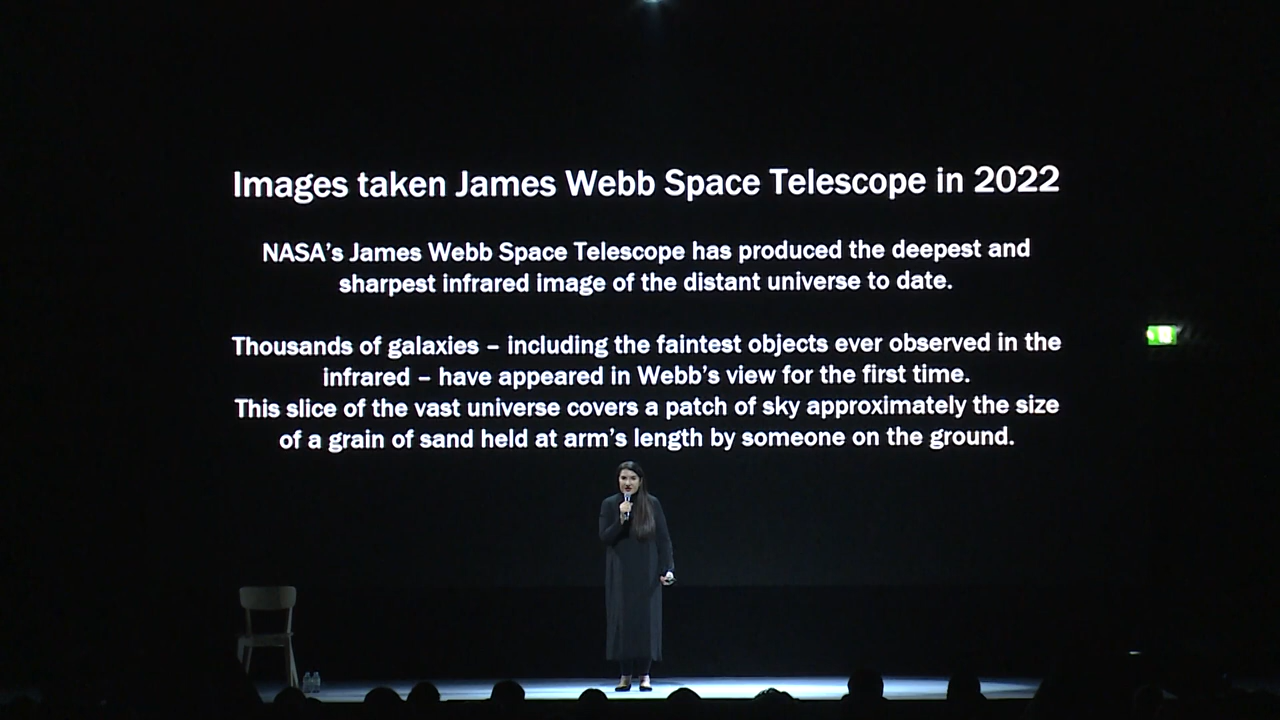 Images taken James Webb Space Telescope in 2022
NASA's James Webb Space Telescope has produced the deepest and
sharpest infrared image of the distant universe to date.
Thousands of galaxies – including the faintest objects ever observed in the
infrared – have appeared in Webb's view for the first time.
This slice of the vast universe covers a patch of sky approximately the size
of a grain of sand held at arm's length by someone on the ground.